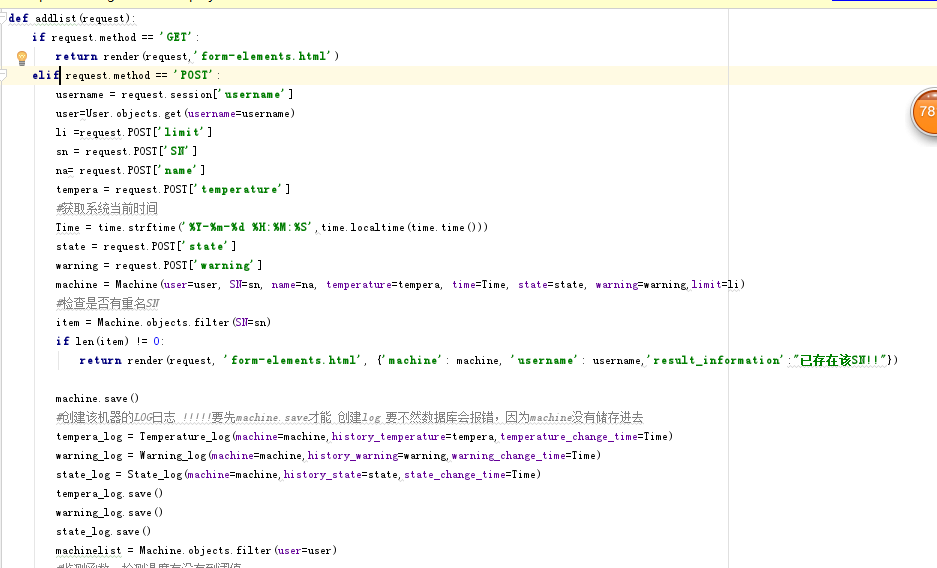 def addlist(request):
if request.method == 'GET':
return render(request,'form-elements.html')
elif request.method == 'POST':
username = request.session['username']
78
user=User.objects.get(username=username)
li =request.POST['limit']
sn = request.POST['SN']
na= request.POST['name']
tempera = request.POST['temperature']
#获取系统当前时间
Time = time.strftime('%Y-%m-%d %H:%M:%S',time.localtime(time.time()))
state = request.POST['state']
warning = request.POST['warning']
machine = Machine(user=user, SN=sn, name=na, temperature=tempera, time=Time, state=state, warning=warning,limit=li)
#检查是否有重名SN
item = Machine.objects.filter(SN=sn)
if len(item) != 0:
return render(request, 'form-elements.html', {'machine': machine, 'username': username,'result_information':"已存在该SN!!"})
machine.save()
#创建该机器的LOG日志 !!!!!要先machine.save才能 创建log 要不然数据库会报错，因为machine没有储存进去
tempera_log = Temperature_log(machine=machine,history_temperature=tempera,temperature_change_time=Time)
warning_log = Warning_log(machine=machine,history_warning=warning,warning_change_time=Time)
state_log = State_log(machine=machine,history_state=state,state_change_time=Time)
tempera_log.save()
warning_log.save()
state_log.save()
machinelist = Machine.objects.filter(user=user)